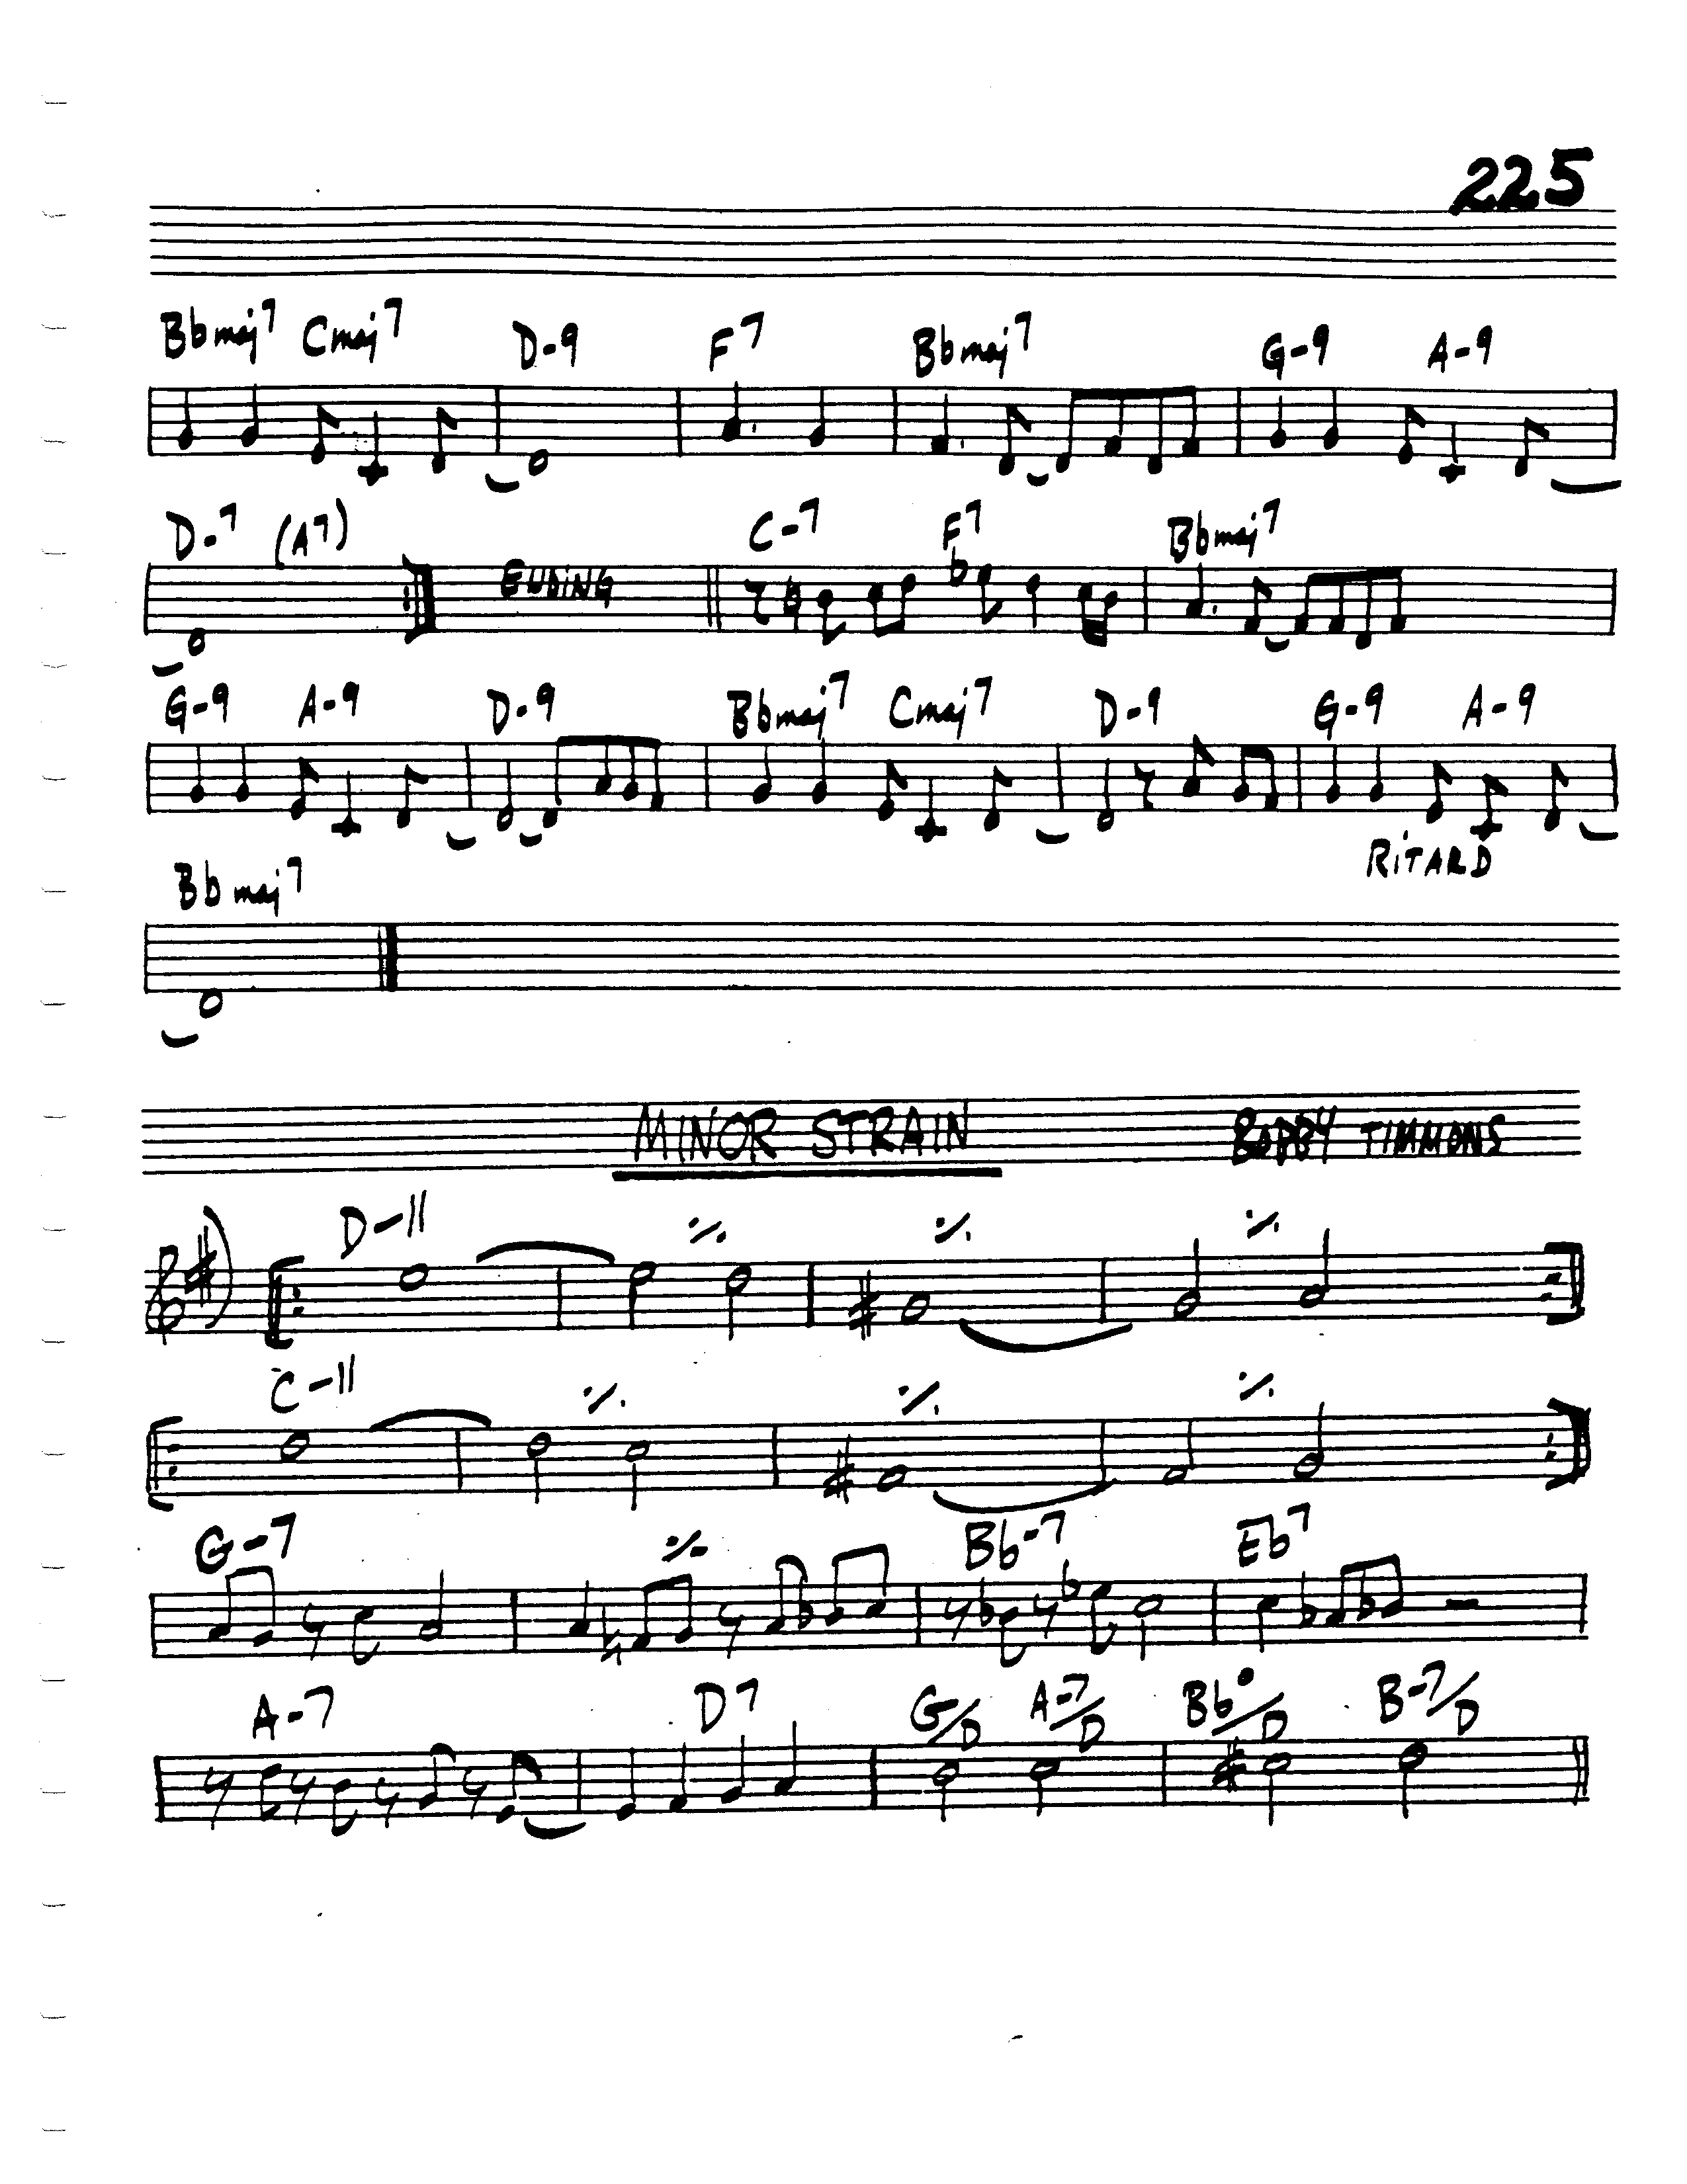 225
Bbmaj7 Cmaj7 D-9 F7 Bbmaj7 G-9 A-9
D-7 (A7) ENDiNG C-7 F7 Bbmaj7
G-9 A-9 D-9 Bbmaj7 Cmaj7 D-9 G-9 A-9
RiTARD
Bbmaj7
MINOR STRAIN BOBBY TIMMONS
D-11 ٪ ٪ ٪
C-11 ٪ ٪ ٪
G-7 ٪ Bb-7 Eb7
A-7 D7 G/D A-7/D Bb°/D B-7/D